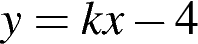 y = kx − 4